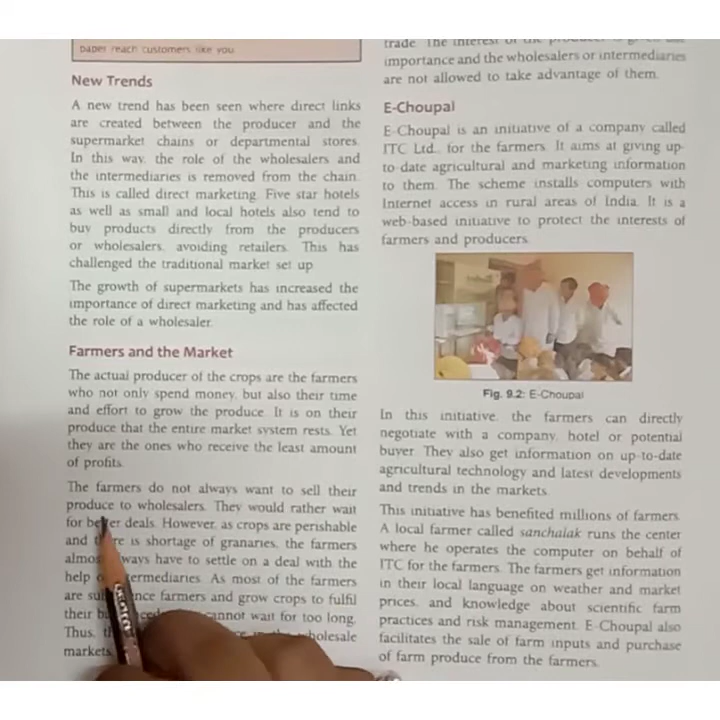 paper reach customers like you.
New Trends
A new trend has been seen where direct links
are created between the producer and the
supermarket chains or departmental stores.
In this way, the role of the wholesalers and
the intermediaries is removed from the chain.
This is called direct marketing. Five star hotels
as well as small and local hotels also tend to
buy products directly from the producers
or wholesalers, avoiding retailers. This has
challenged the traditional market set up.
The growth of supermarkets has increased the
importance of direct marketing and has affected
the role of a wholesaler.
Farmers and the Market
The actual producer of the crops are the farmers
who not only spend money, but also their time
and effort to grow the produce. It is on their
produce that the entire market system rests. Yet
they are the ones who receive the least amount
of profits.
The farmers do not always want to sell their
produce to wholesalers. They would rather wait
for better deals. However, as crops are perishable
and there is shortage of granaries, the farmers
almost always have to settle on a deal with the
help of intermediaries. As most of the farmers
are farmers and grow crops to fulfil
their cannot wait for too long.
Thus, wholesale
markets.
trade. The interest of the producer is
importance and the wholesalers or intermediaries
are not allowed to take advantage of them.
E-Choupal
E-Choupal is an initiative of a company called
ITC Ltd., for the farmers. It aims at giving up-
to-date agricultural and marketing information
to them. The scheme installs computers with
Internet access in rural areas of India. It is a
web-based initiative to protect the interests of
farmers and producers.
Fig. 9.2: E-Choupal
In this initiative, the farmers can directly
negotiate with a company, hotel or potential
buyer. They also get information on up-to-date
agricultural technology and latest developments
and trends in the markets.
This initiative has benefited millions of farmers.
A local farmer called sanchalak runs the center
where he operates the computer on behalf of
ITC for the farmers. The farmers get information
in their local language on weather and market
prices, and knowledge about scientific farm
practices and risk management. E-Choupal also
facilitates the sale of farm inputs and purchase
of farm produce from the farmers.